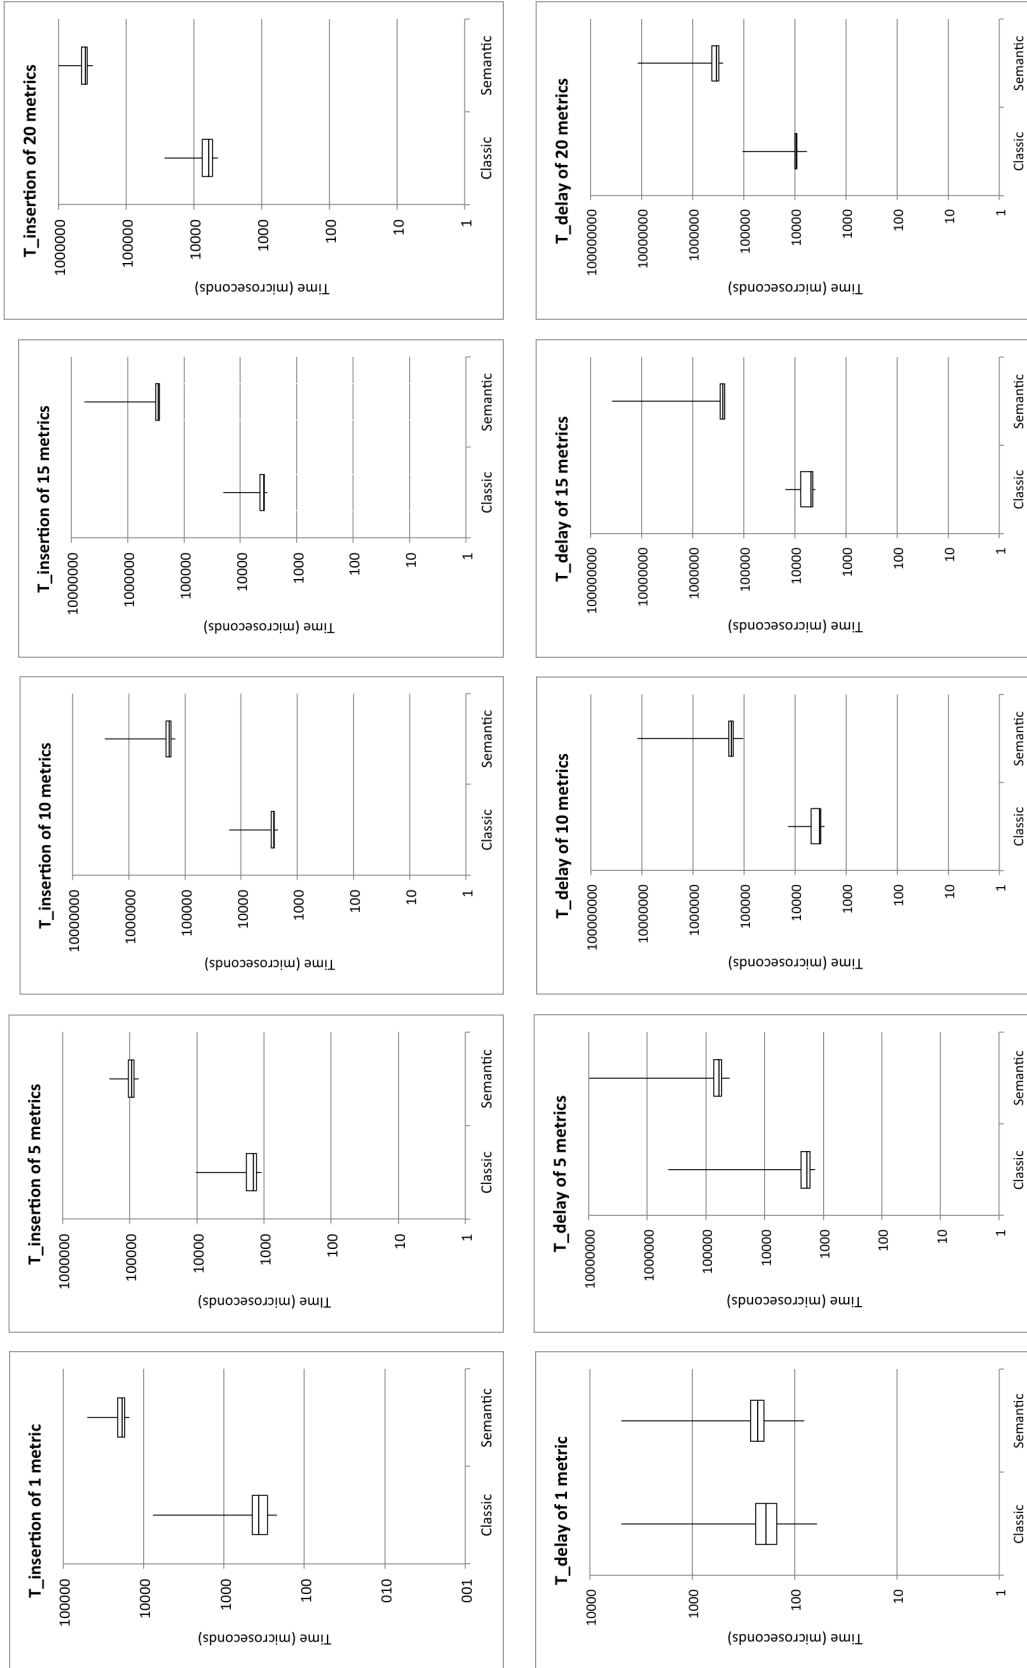 T_insertion of 1 metric
100000
10000
1000
100
010
001
Time (microseconds)
Classic
Semantic
T_insertion of 5 metrics
1000000
100000
10000
1000
100
10
1
Time (microseconds)
Classic
Semantic
T_insertion of 10 metrics
10000000
1000000
100000
10000
1000
100
10
1
Time (microseconds)
Classic
Semantic
T_insertion of 15 metrics
10000000
1000000
100000
10000
1000
100
10
1
Time (microseconds)
Classic
Semantic
T_insertion of 20 metrics
1000000
100000
10000
1000
100
10
1
Time (microseconds)
Classic
Semantic
T_delay of 1 metric
10000
1000
100
10
1
Time (microseconds)
Classic
Semantic
T_delay of 5 metrics
10000000
1000000
100000
10000
1000
100
10
1
Time (microseconds)
Classic
Semantic
T_delay of 10 metrics
100000000
10000000
1000000
100000
10000
1000
100
10
1
Time (microseconds)
Classic
Semantic
T_delay of 15 metrics
100000000
10000000
1000000
100000
10000
1000
100
10
1
Time (microseconds)
Classic
Semantic
T_delay of 20 metrics
100000000
10000000
1000000
100000
10000
1000
100
10
1
Time (microseconds)
Classic
Semantic